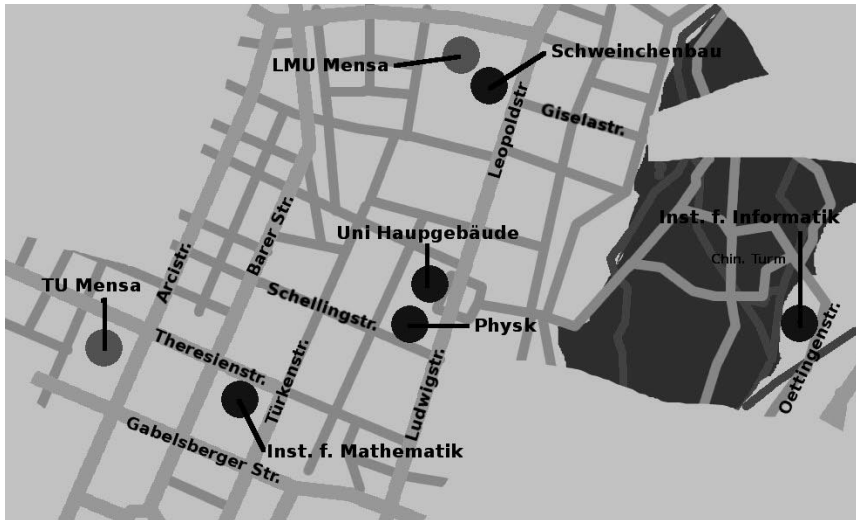 Schweinchenbau
LMU Mensa
Giselastr.
Leopoldstr
Inst. f. Informatik
Barer Str.
Uni Haupgebäude
Chin. Turm
Arcistr.
TU Mensa
Schellingstr.
Physk
Theresienstr.
Oettingenstr.
Türkenstr.
Ludwigstr.
Gabelsberger Str.
Inst. f. Mathematik